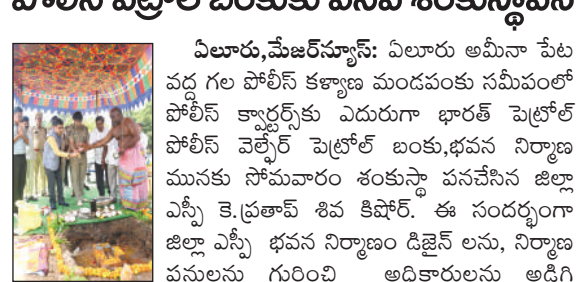 పోలీస్ పెట్రోల్ బంకుకు భవన శంకుస్థాపన
ఏలూరు,మేజర్‌న్యూస్: ఏలూరు అమీనా పేట
వద్ద గల పోలీస్ కళ్యాణ మండపంకు సమీపంలో
పోలీస్ క్వార్టర్స్‌కు ఎదురుగా భారత్ పెట్రోల్
పోలీస్ వెల్ఫేర్ పెట్రోల్ బంకు,భవన నిర్మాణ
మునకు సోమవారం శంకుస్థా పనచేసిన జిల్లా
ఎస్పీ కె.ప్రతాప్ శివ కిషోర్. ఈ సందర్భంగా
జిల్లా ఎస్పీ భవన నిర్మాణం డిజైన్ లను, నిర్మాణ
పనులను గురించి అధికారులను అడిగి